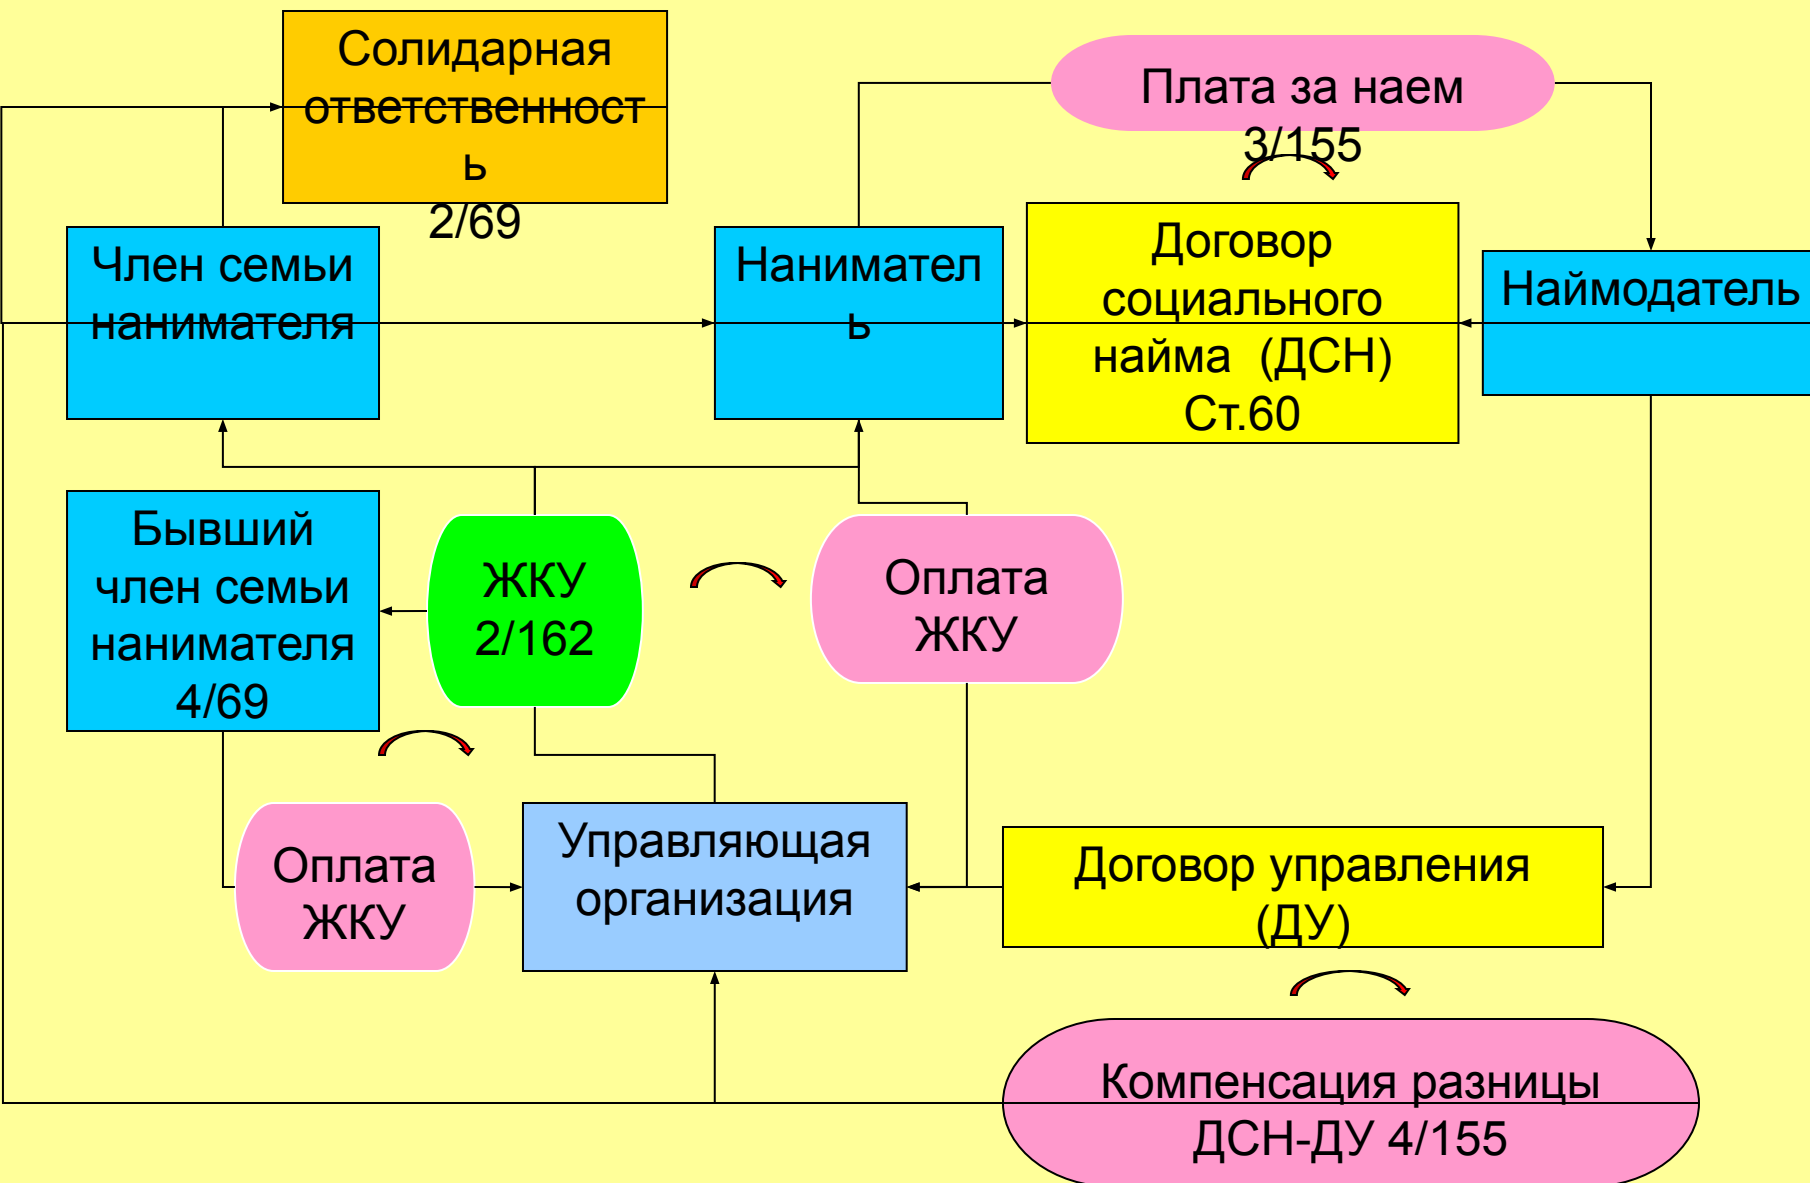 Солидарная
ответственност
ь
2/69
Плата за наем
3/155
Член семьи
нанимателя
Нанимател
ь
Договор
социального
найма (ДСН)
Ст.60
Наймодатель
Бывший
член семьи
нанимателя
4/69
ЖКУ
2/162
Оплата
ЖКУ
Оплата
ЖКУ
Управляющая
организация
Договор управления
(ДУ)
Компенсация разницы
ДСН-ДУ 4/155